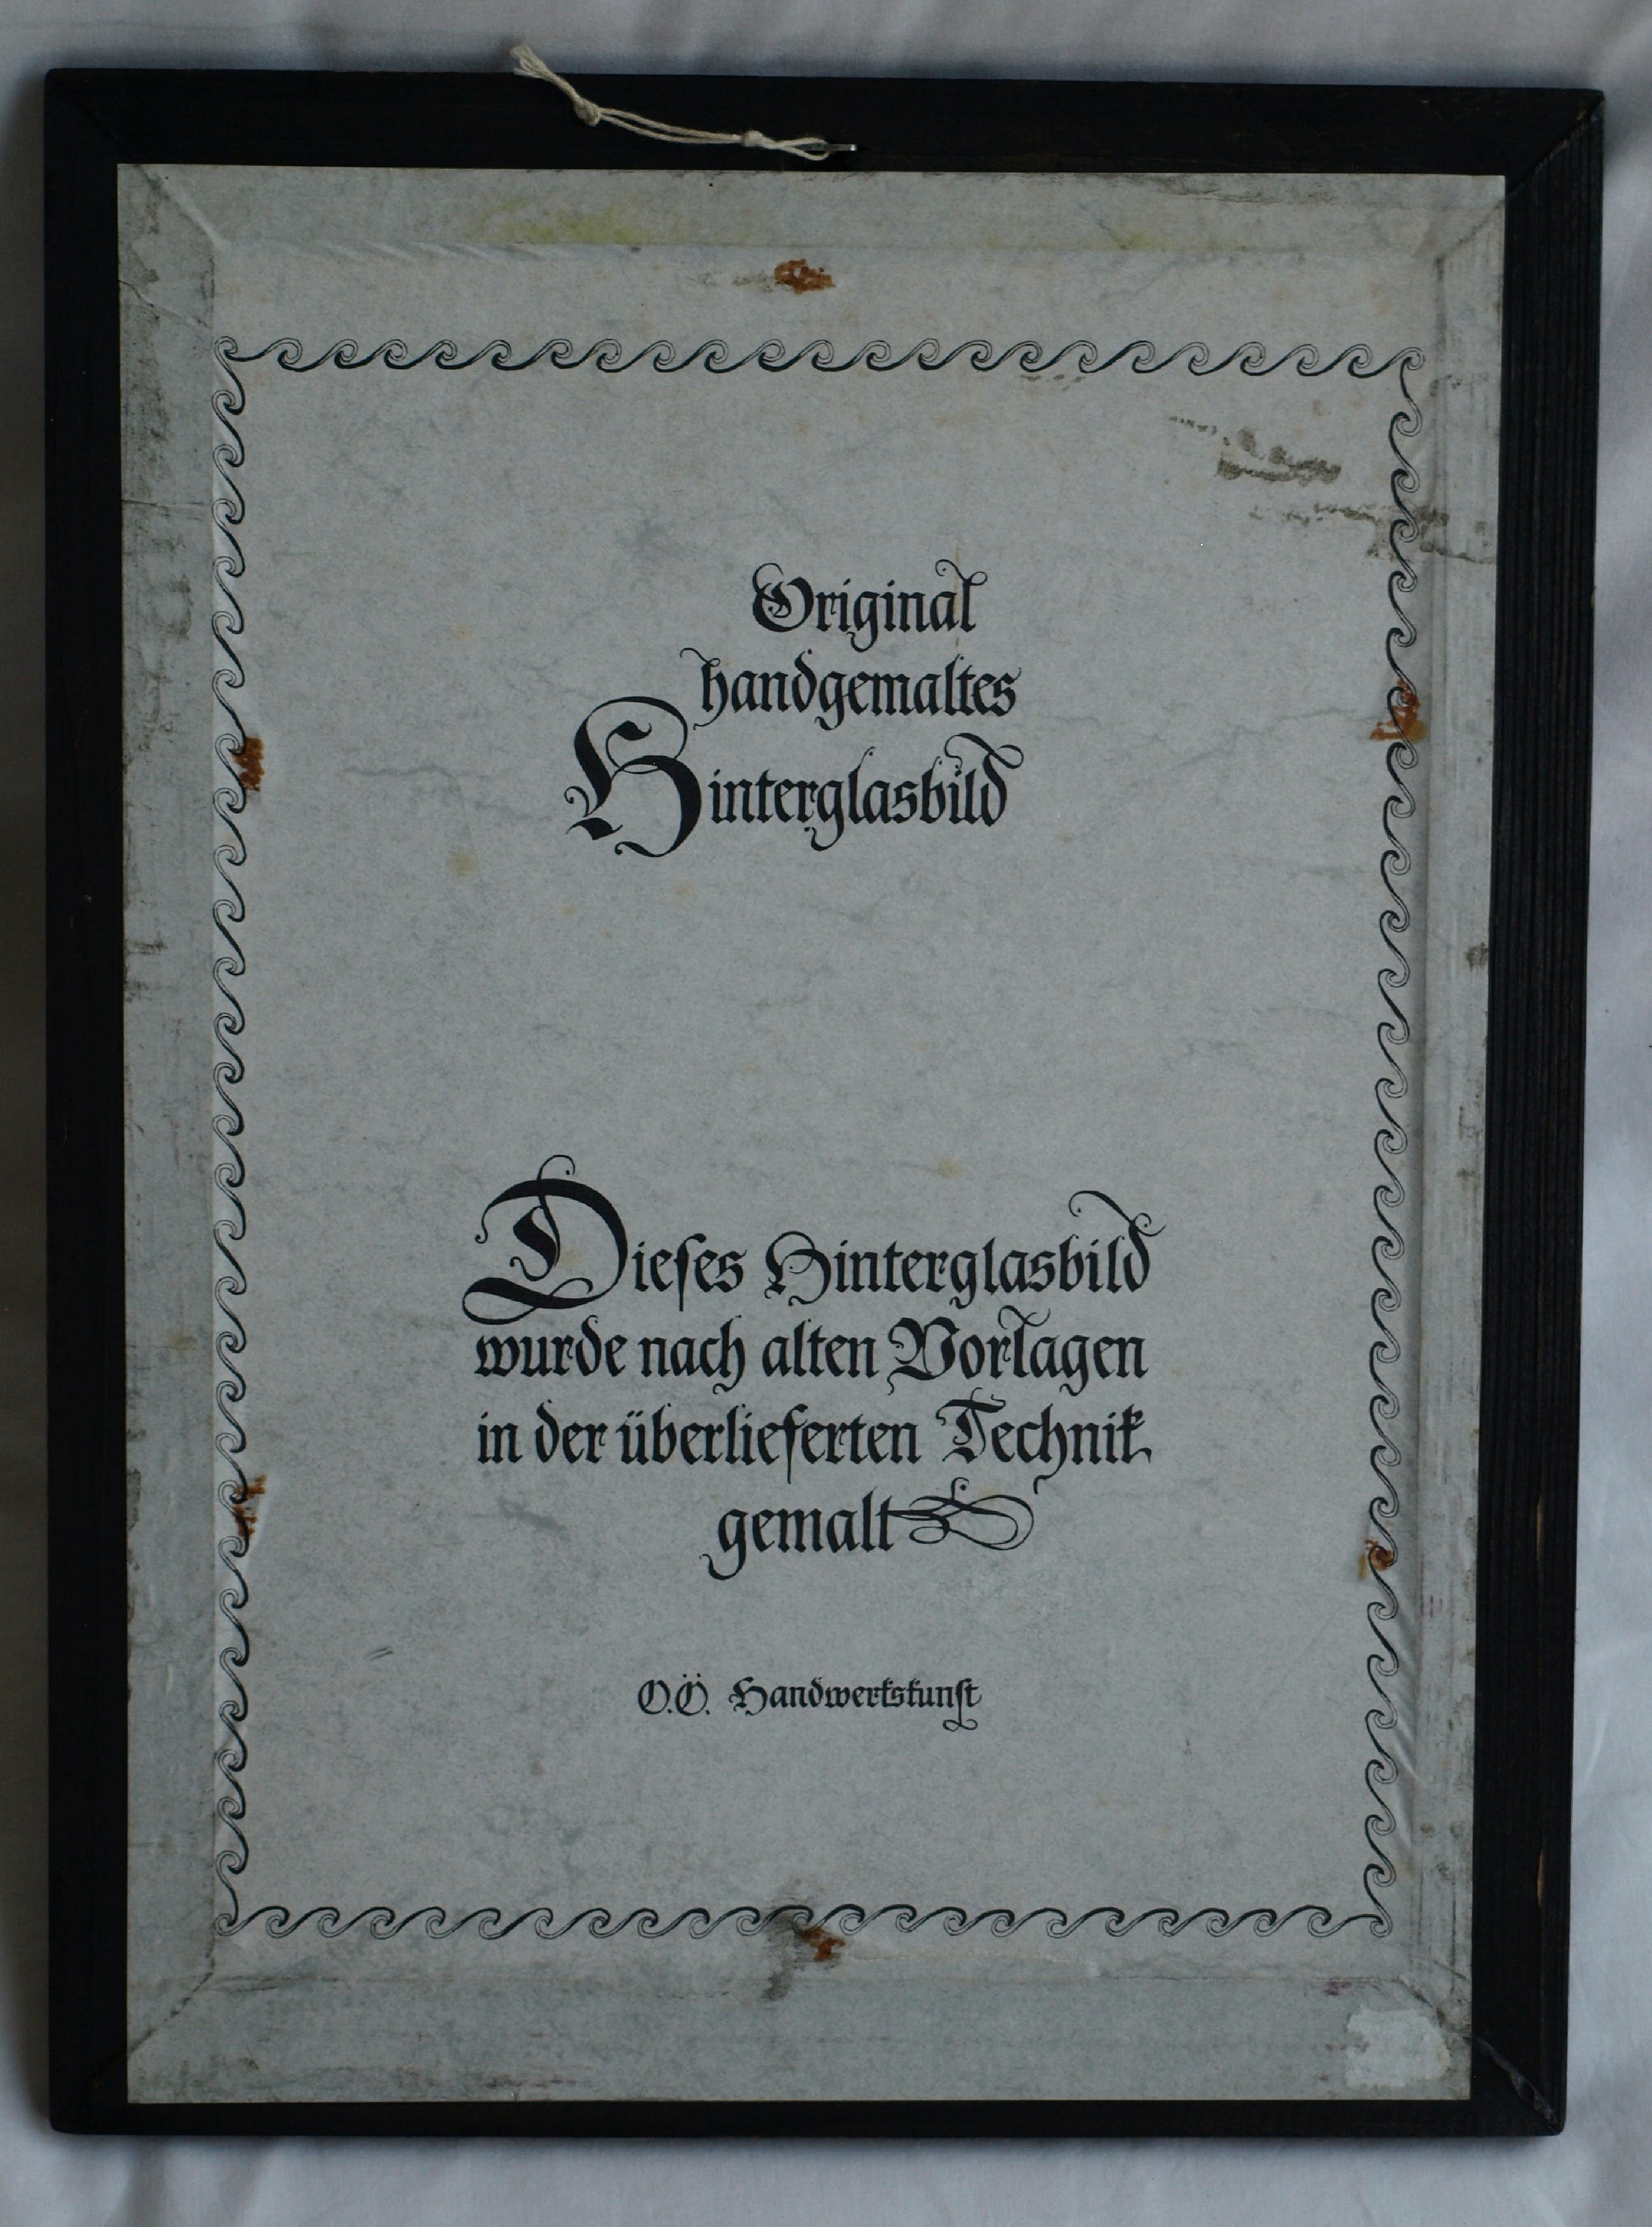 Original
handgemaltes
Hinterglasbild
Dieſes Hinterglasbild
wurde nach alten Vorlagen
in der überlieferten Technik
gemalt
O.Ö. Handwerkskunſt